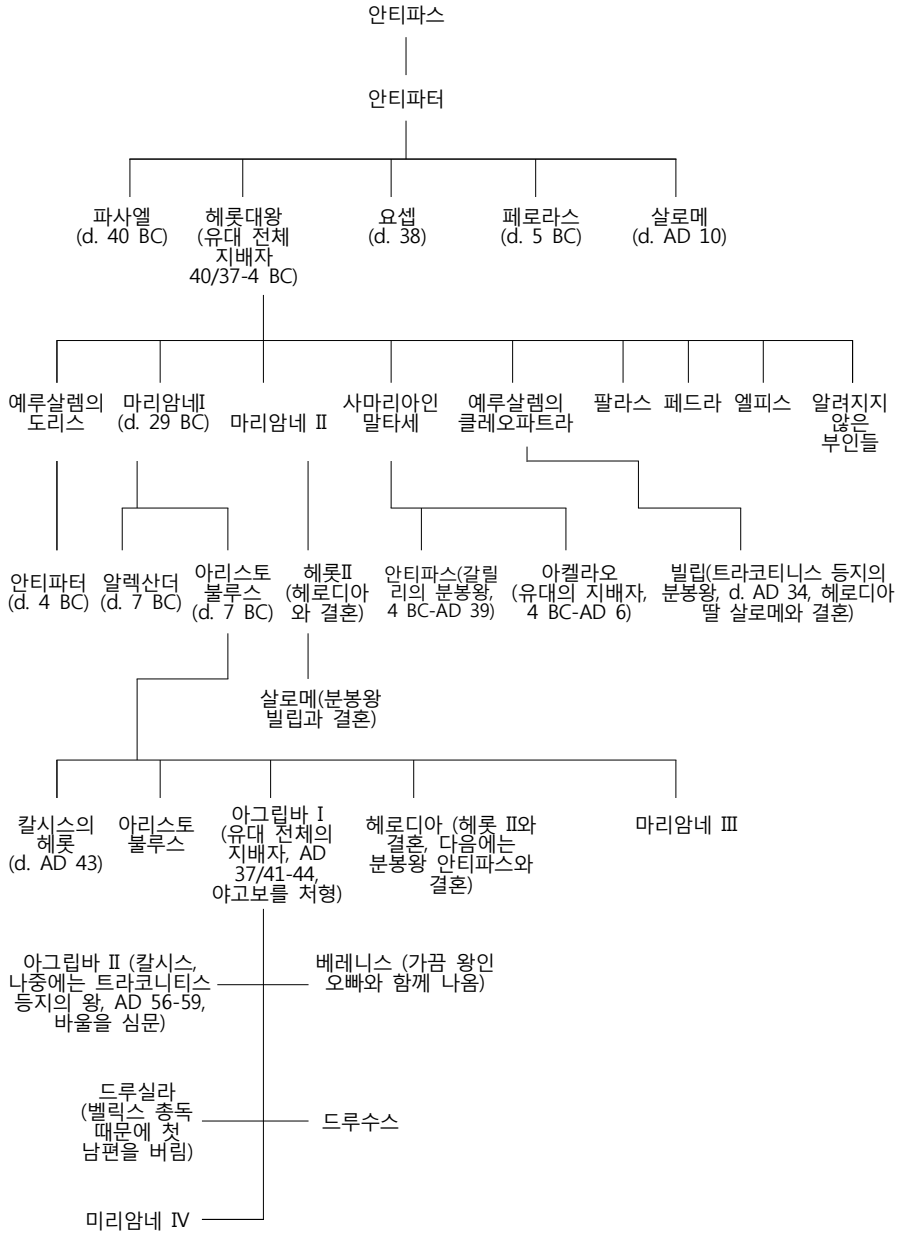 안티파스
안티파터
파사엘
(d. 40 BC)
헤롯대왕
(유대 전체
지배자
40/37-4 BC)
요셉
(d. 38)
페로라스
(d. 5 BC)
살로메
(d. AD 10)
예루살렘의
도리스
마리암네I
(d. 29 BC)
마리암네 II
사마리아인
말타세
예루살렘의
클레오파트라
팔라스
페드라
엘피스
알려지지
않은
부인들
안티파터
(d. 4 BC)
알렉산더
(d. 7 BC)
아리스토
불루스
(d. 7 BC)
헤롯II
(헤로디아
와 결혼)
안티파스(갈릴
리의 분봉왕,
4 BC-AD 39)
아켈라오
(유대의 지배자,
4 BC-AD 6)
빌립(트라코티니스 등지의
분봉왕, d. AD 34, 헤로디아
딸 살로메와 결혼)
살로메(분봉왕
빌립과 결혼)
칼시스의
헤롯
(d. AD 43)
아리스토
불루스
아그립바 I
(유대 전체의
지배자, AD
37/41-44,
야고보를 처형)
헤로디아 (헤롯 II와
결혼, 다음에는
분봉왕 안티파스와
결혼)
마리암네 III
아그립바 II (칼시스,
나중에는 트라코니티스
등지의 왕, AD 56-59,
바울을 심문)
베레니스 (가끔 왕인
오빠와 함께 나옴)
드루실라
(벨릭스 총독
때문에 첫
남편을 버림)
드루수스
미리암네 IV